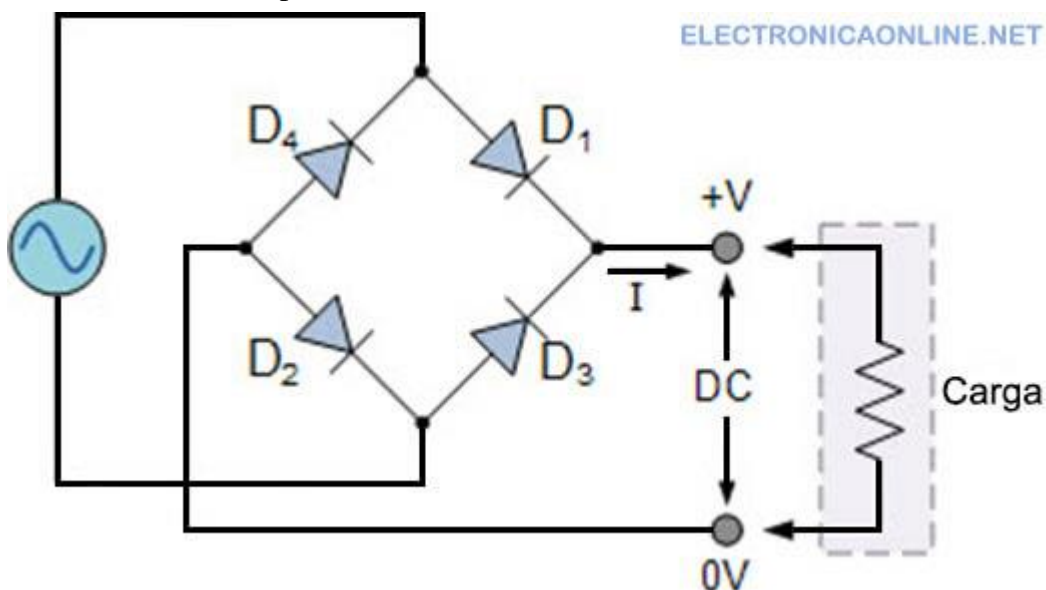 ELECTRONICAONLINE.NET
D₄
D₁
+V
I
D₂
D₃
DC
Carga
0V